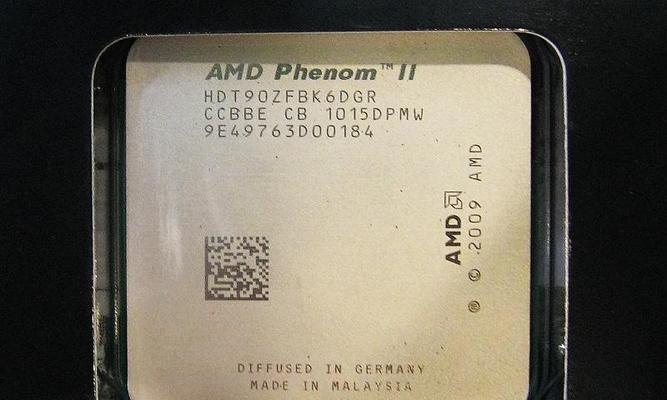 AMD Phenom™ II
HDT90ZFBK6DGR
CCBBE CB 1015DPMW
9E49763D00184
AMD
© 2009 AMD
DIFFUSED IN GERMANY
MADE IN MALAYSIA